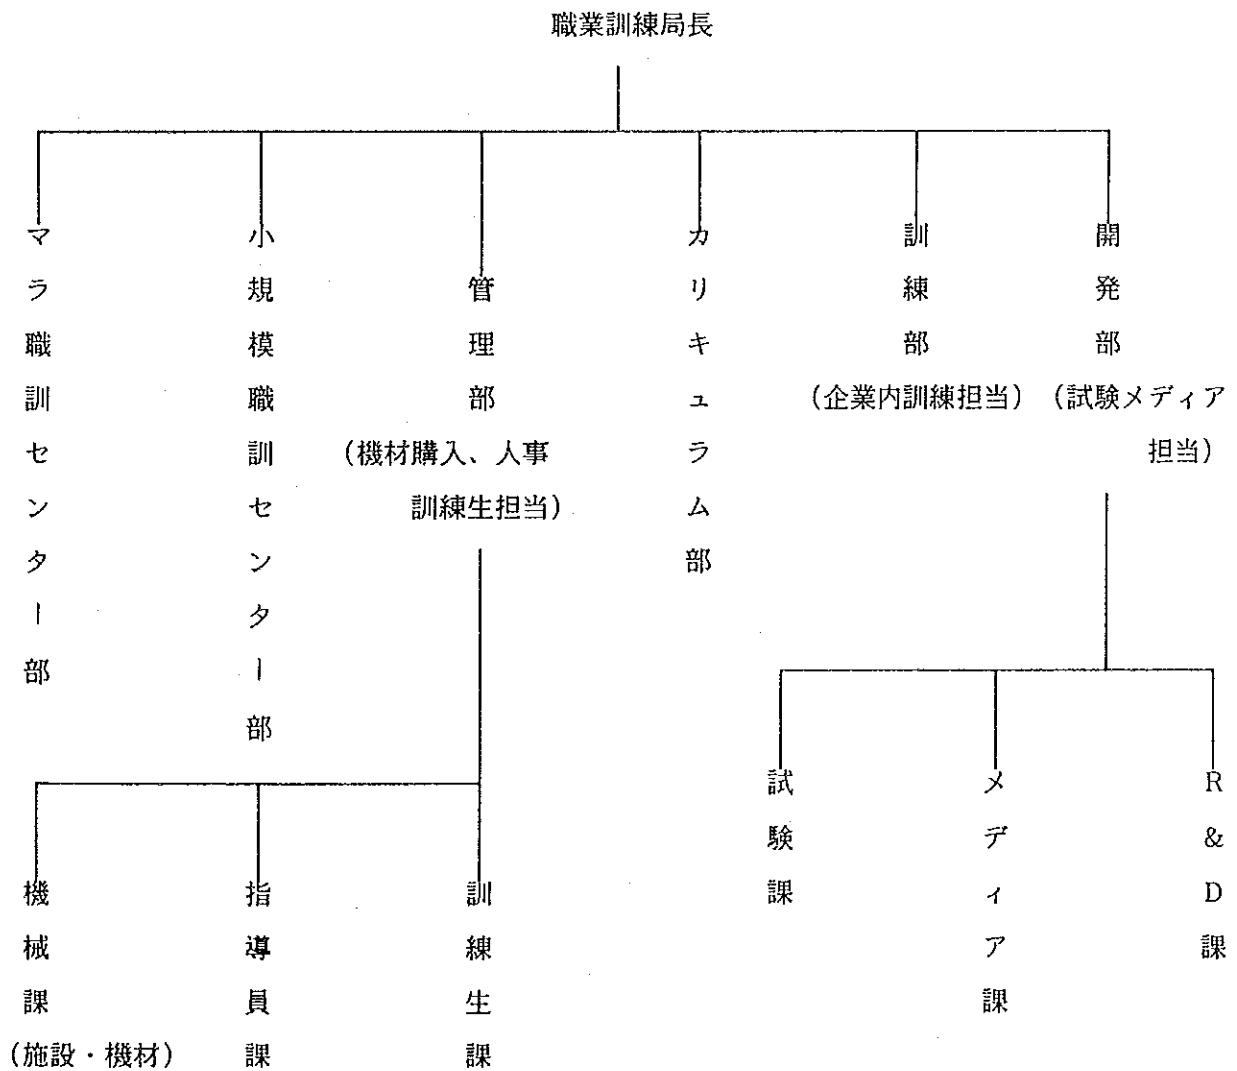 職業訓練局長
マラ職訓センター部
小規模職訓センター部
管理部
(機材購入、人事
訓練生担当)
カリキュラム部
訓練部
(企業内訓練担当)
開発部
(試験メディア
担当)
機械課
(施設・機材)
指導員課
訓練生課
試験課
メディア課
R&D課